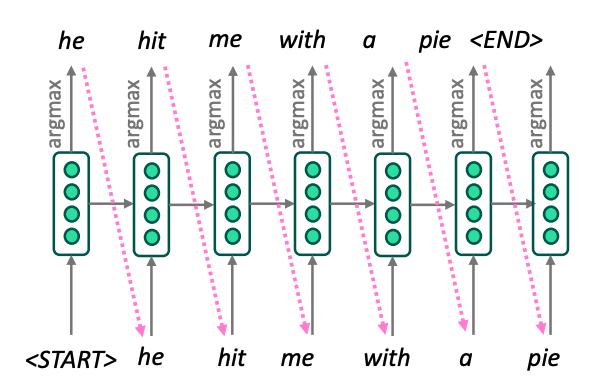 he hit me with a pie <END>
argmax argmax argmax argmax argmax argmax argmax
<START> he hit me with a pie